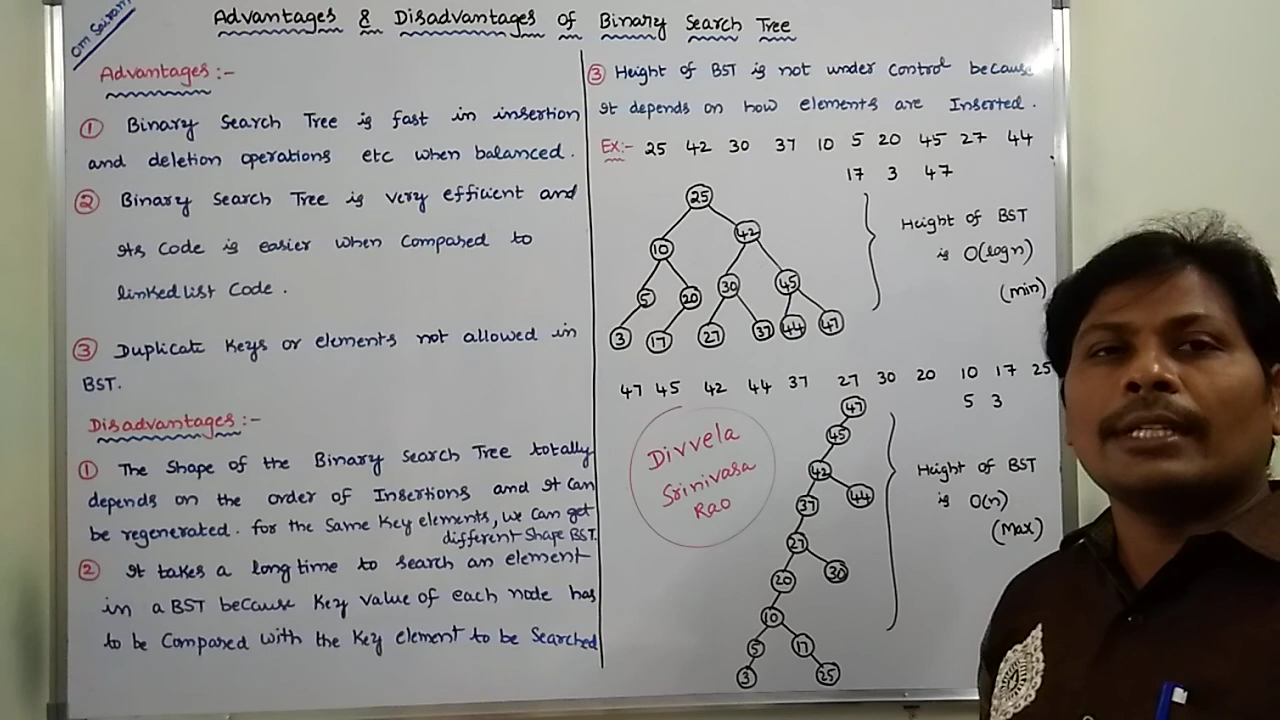 Om Sairam
Advantages & Disadvantages of Binary Search Tree
Advantages :-
① Binary Search Tree is fast in insertion
and deletion operations etc when balanced.
② Binary Search Tree is very efficient and
its code is easier when compared to
linkedlist code.
③ Duplicate keys or elements not allowed in
BST.
Disadvantages :-
① The Shape of the Binary Search Tree totally
depends on the order of Insertions and it can
be regenerated. for the same key elements, we can get
different shape BST.
② It takes a long time to search an element
in a BST because key value of each node has
to be compared with the key element to be searched
③ Height of BST is not under control because
it depends on how elements are Inserted.
Ex:- 25 42 30 37 10 5 20 45 27 44
17 3 47
25
10 42
5 20 30 45
3 17 27 37 44 47
Height of BST
is O(logn)
(min)
47 45 42 44 37 27 30 20 10 17 25
5 3
47
45
42
37 44
27
20 30
10
5 17
3 25
Height of BST
is O(n)
(Max)
Divvela
Srinivasa
Rao